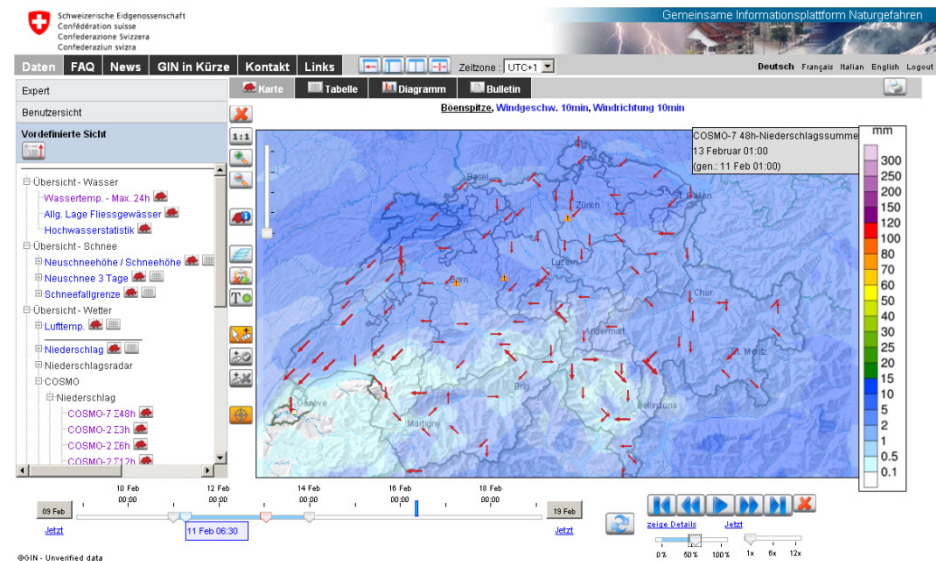 Schweizerische Eidgenossenschaft
Confédération suisse
Confederazione Svizzera
Confederaziun svizra
Gemeinsame Informationsplattform Naturgefahren
Daten FAQ News GIN in Kürze Kontakt Links Zeitzone : UTC+1 Deutsch Français Italian English Logout
Expert
Benutzersicht
Vordefinierte Sicht
Karte Tabelle Diagramm Bulletin
Böenspitze, Windgeschw. 10min, Windrichtung 10min
1:1
T
Übersicht - Wasser
Wassertemp. - Max. 24h
Allg. Lage Fliessgewässer
Hochwasserstatistik
Übersicht - Schnee
Neuschneehöhe / Schneehöhe
Neuschnee 3 Tage
Schneefallgrenze
Übersicht - Wetter
Lufttemp.
Niederschlag
Niederschlagsradar
COSMO
Niederschlag
COSMO-7 Σ48h
COSMO-2 Σ3h
COSMO-2 Σ6h
COSMO-2 Σ12h
COSMO-7 48h-Niederschlagssumme
13 Februar 01:00
(gen.: 11 Feb 01:00)
Basel
St. Gallen
Zürich
Luzern
Bern
Chur
Andermatt
St. Moritz
Brig
Genève
Bellinzona
Martigny
mm
300
250
200
150
120
100
80
70
60
50
40
30
25
20
15
10
5
2
1
0.5
0.1
10 Feb 12 Feb 14 Feb 16 Feb 18 Feb
00:00 00:00 00:00 00:00 00:00
09 Feb 19 Feb
Jetzt Jetzt
11 Feb 06:30
zeige Details Jetzt
0% 50% 100% 1x 6x 12x
©GIN - Unverified data